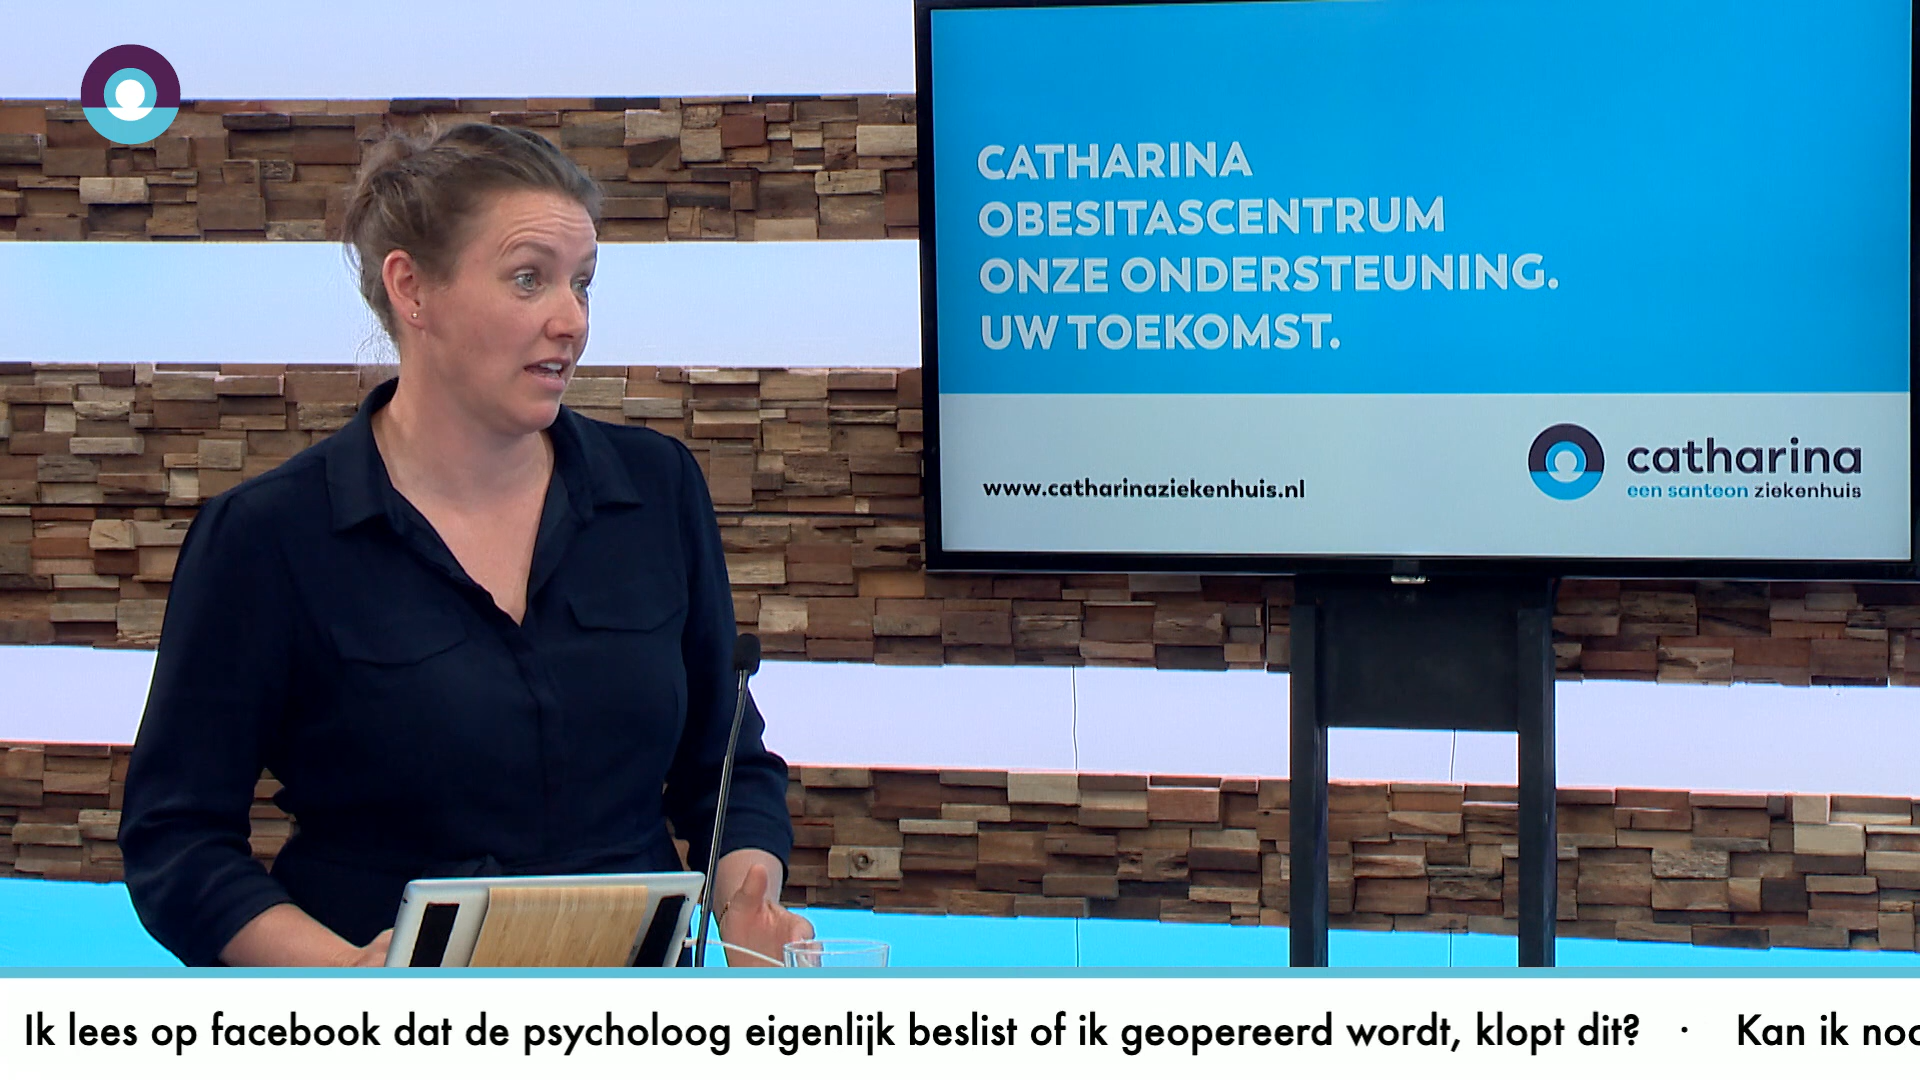 CATHARINA
OBESITASCENTRUM
ONZE ONDERSTEUNING.
UW TOEKOMST.
www.catharinaziekenhuis.nl
catharina
een santeon ziekenhuis
Ik lees op facebook dat de psycholoog eigenlijk beslist of ik geopereerd wordt, klopt dit? · Kan ik